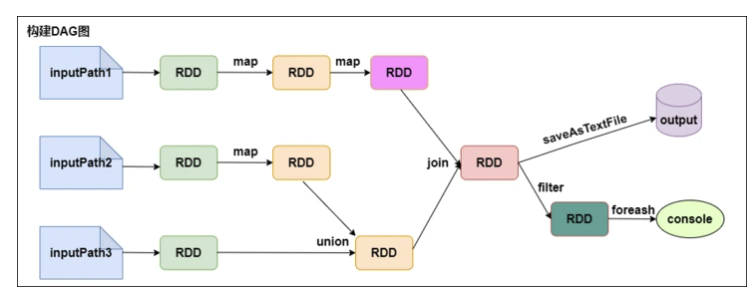 构建DAG图
inputPath1 RDD map RDD map RDD
saveAsTextFile output
inputPath2 RDD map RDD join RDD
filter
RDD foreash console
inputPath3 RDD union RDD